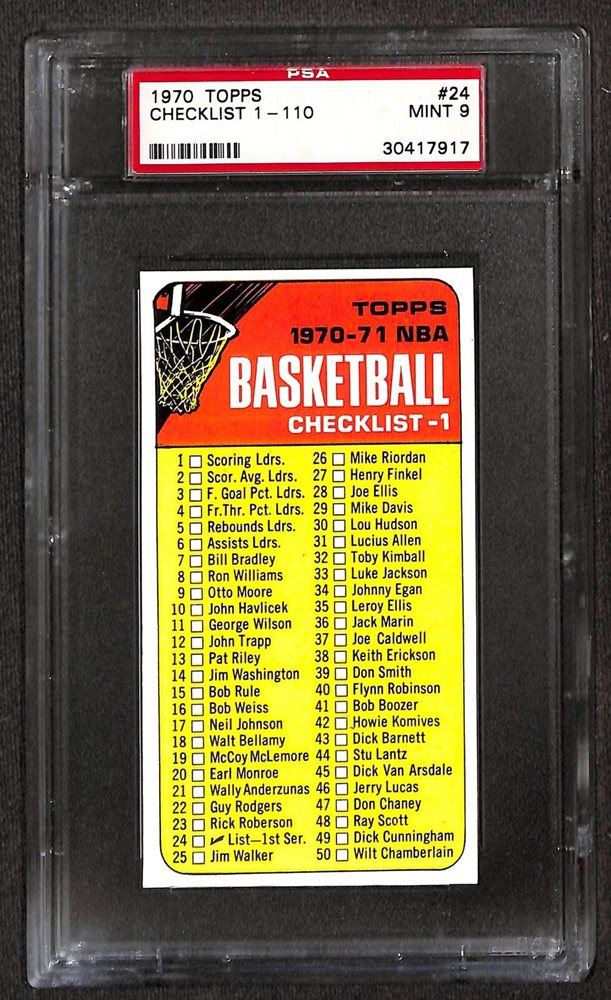 PSA
1970 TOPPS #24
CHECKLIST 1-110 MINT 9
30417917
TOPPS
1970-71 NBA
BASKETBALL
CHECKLIST-1
1 Scoring Ldrs.
2 Scor. Avg. Ldrs.
3 F. Goal Pct. Ldrs.
4 Fr.Thr. Pct. Ldrs.
5 Rebounds Ldrs.
6 Assists Ldrs.
7 Bill Bradley
8 Ron Williams
9 Otto Moore
10 John Havlicek
11 George Wilson
12 John Trapp
13 Pat Riley
14 Jim Washington
15 Bob Rule
16 Bob Weiss
17 Neil Johnson
18 Walt Bellamy
19 McCoy McLemore
20 Earl Monroe
21 Wally Anderzunas
22 Guy Rodgers
23 Rick Roberson
24 List-1st Ser.
25 Jim Walker
26 Mike Riordan
27 Henry Finkel
28 Joe Ellis
29 Mike Davis
30 Lou Hudson
31 Lucius Allen
32 Toby Kimball
33 Luke Jackson
34 Johnny Egan
35 Leroy Ellis
36 Jack Marin
37 Joe Caldwell
38 Keith Erickson
39 Don Smith
40 Flynn Robinson
41 Bob Boozer
42 Howie Komives
43 Dick Barnett
44 Stu Lantz
45 Dick Van Arsdale
46 Jerry Lucas
47 Don Chaney
48 Ray Scott
49 Dick Cunningham
50 Wilt Chamberlain